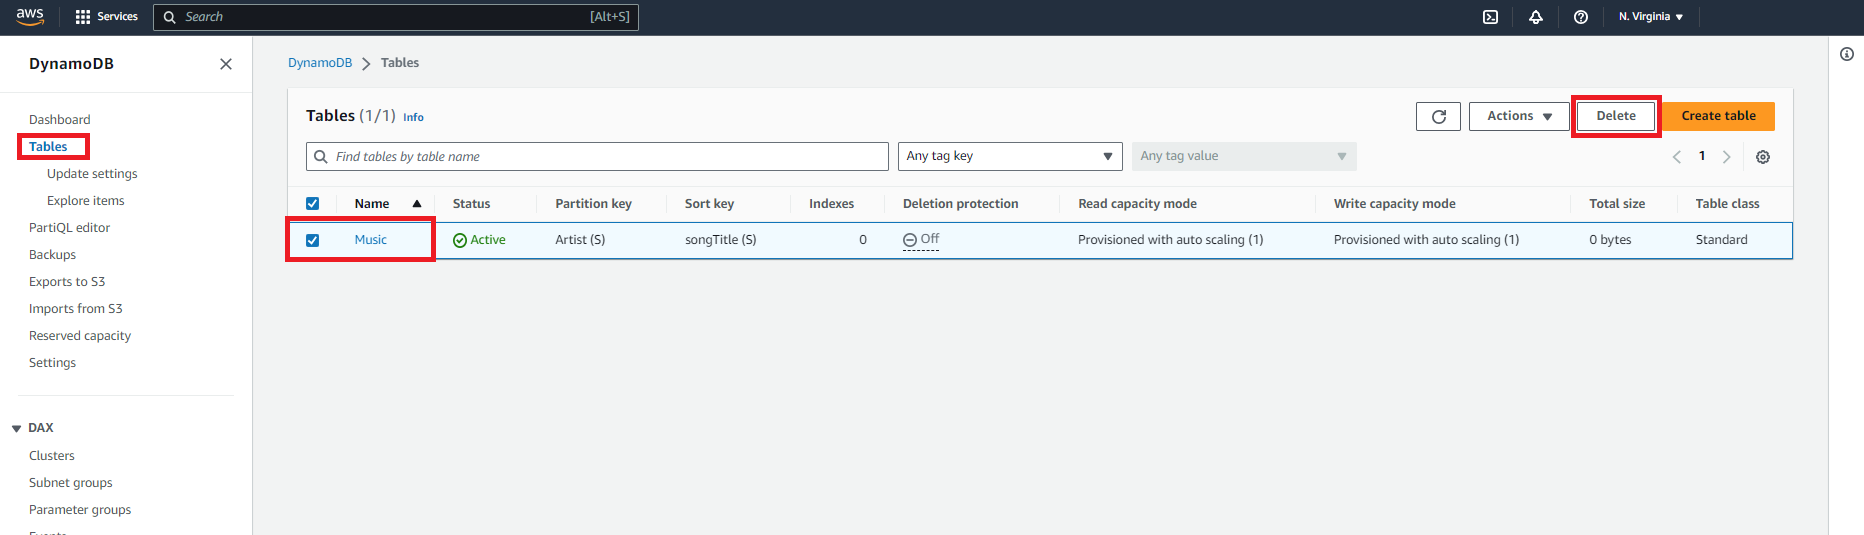 aws
Services
Search
[Alt+S]
N. Virginia
DynamoDB
Dashboard
Tables
Update settings
Explore items
PartiQL editor
Backups
Exports to S3
Imports from S3
Reserved capacity
Settings
DAX
Clusters
Subnet groups
Parameter groups
Events
DynamoDB > Tables
Tables (1/1) Info
Actions
Delete
Create table
Find tables by table name
Any tag key
Any tag value
1
Name Status Partition key Sort key Indexes Deletion protection Read capacity mode Write capacity mode Total size Table class
Music Active Artist (S) songTitle (S) 0 Off Provisioned with auto scaling (1) Provisioned with auto scaling (1) 0 bytes Standard